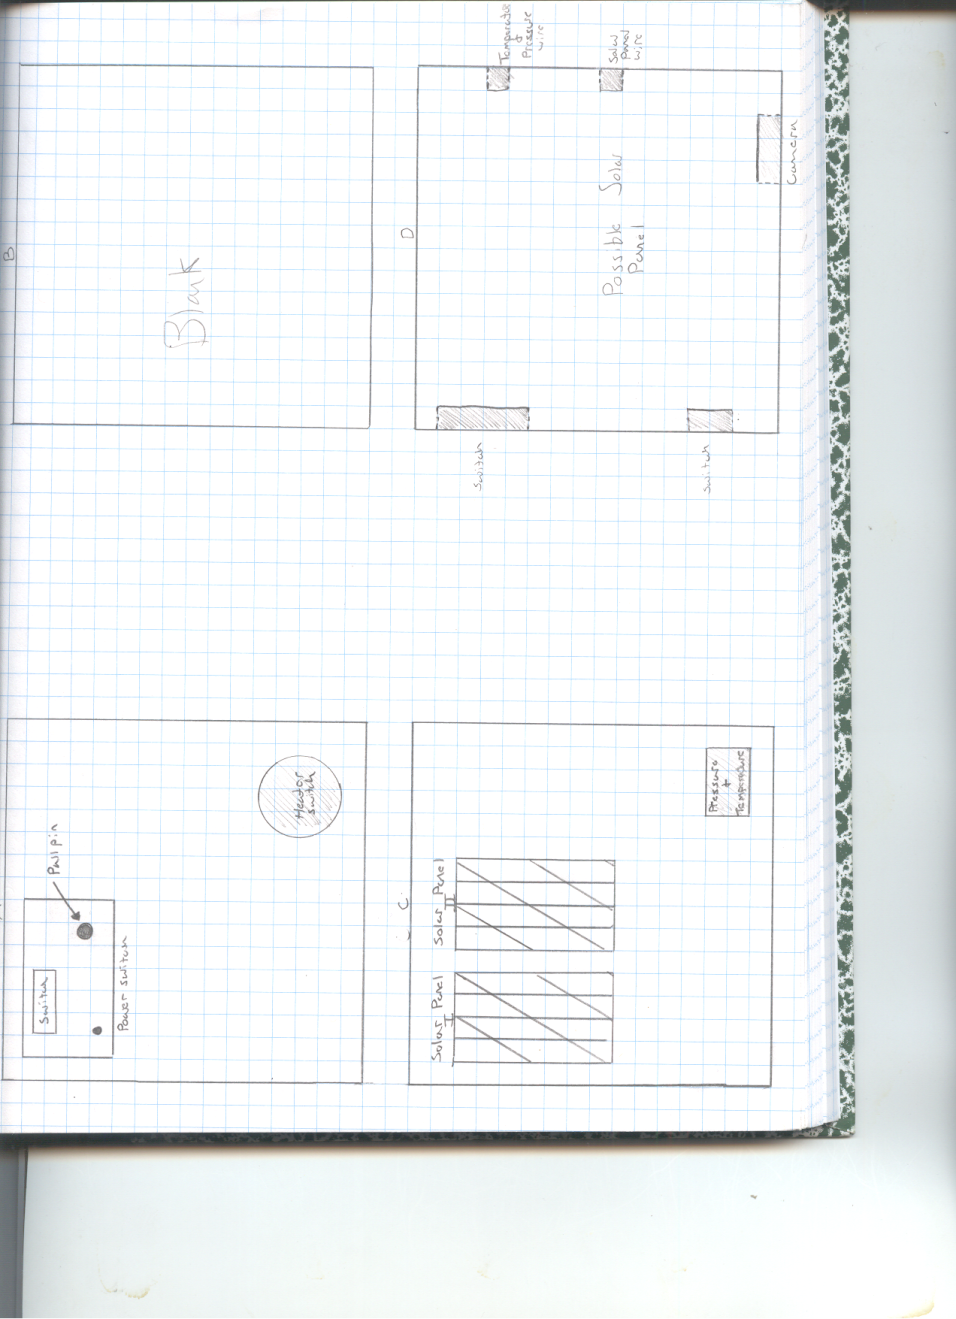 Pull pin
Switch
Power switch
Heater
switch
B
Blank
C
Solar Panel
I
Solar Panel
II
Pressure
+
Temperature
D
Temperature
+
Pressure
wire
Solar
Panel
wire
Possible Solar
Panel
Camera
Switch
Switch